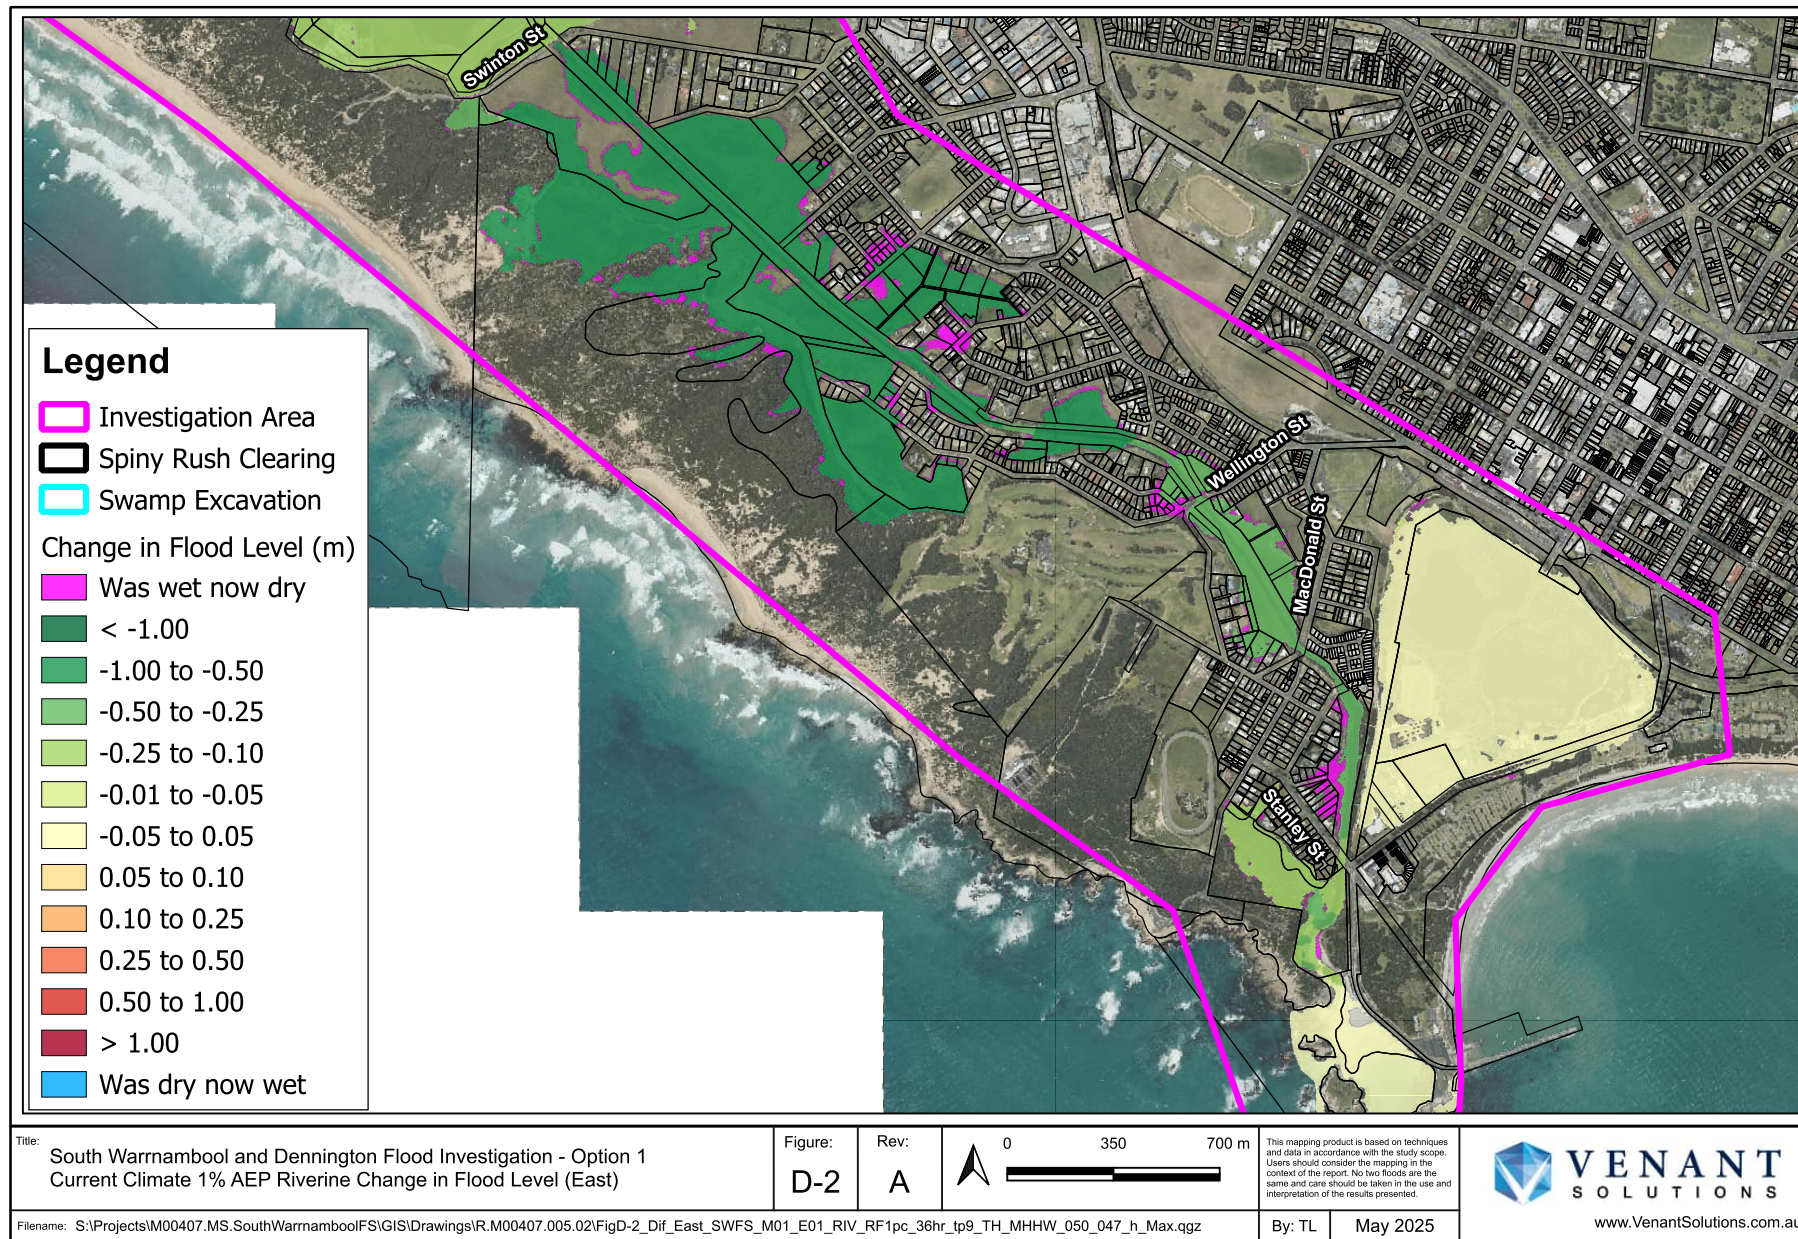 Swinton St
Wellington St
MacDonald St
Stanley St
Legend
Investigation Area
Spiny Rush Clearing
Swamp Excavation
Change in Flood Level (m)
Was wet now dry
< -1.00
-1.00 to -0.50
-0.50 to -0.25
-0.25 to -0.10
-0.01 to -0.05
-0.05 to 0.05
0.05 to 0.10
0.10 to 0.25
0.25 to 0.50
0.50 to 1.00
> 1.00
Was dry now wet
Title:
South Warrnambool and Dennington Flood Investigation - Option 1
Current Climate 1% AEP Riverine Change in Flood Level (East)
Figure:
D-2
Rev:
A
0 350 700 m
This mapping product is based on techniques
and data in accordance with the study scope.
Users should consider the mapping in the
context of the report. No two floods are the
same and care should be taken in the use and
interpretation of the results presented.
VENANT
SOLUTIONS
www.VenantSolutions.com.au
Filename: S:\Projects\M00407.MS.SouthWarrnamboolFS\GIS\Drawings\R.M00407.005.02\FigD-2_Dif_East_SWFS_M01_E01_RIV_RF1pc_36hr_tp9_TH_MHHW_050_047_h_Max.qgz
By: TL
May 2025